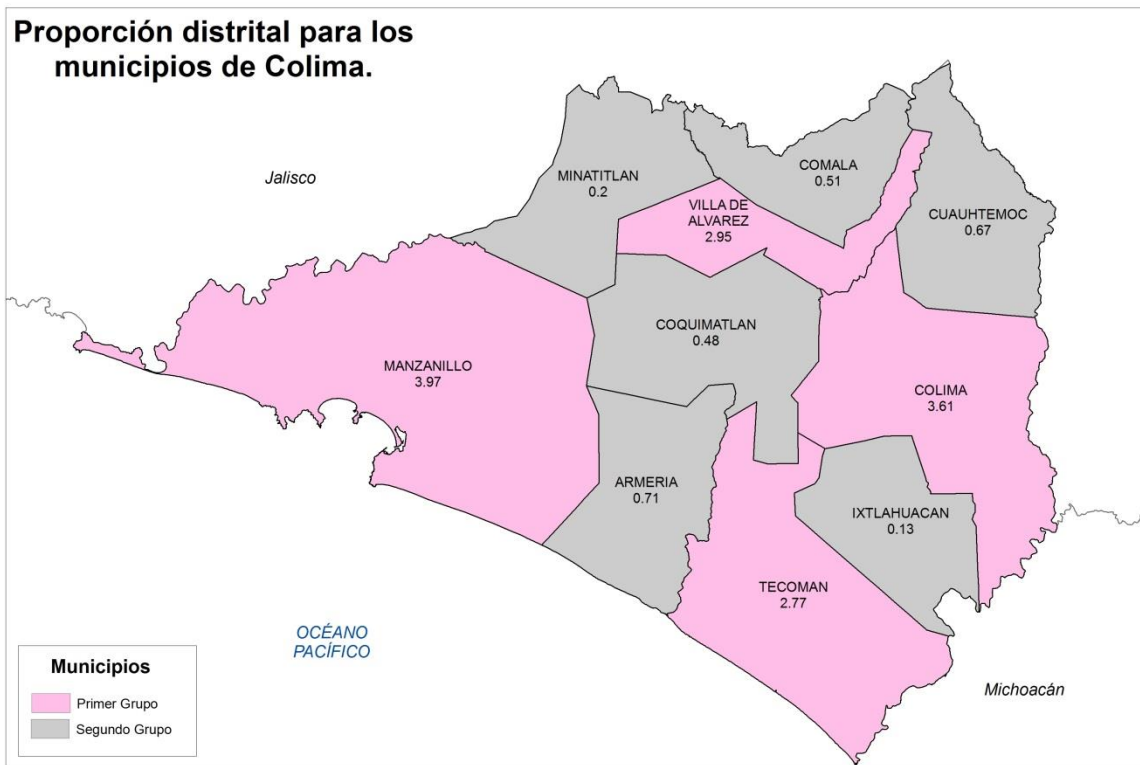 Proporción distrital para los
municipios de Colima.
Jalisco
MINATITLAN
0.2
COMALA
0.51
VILLA DE
ALVAREZ
2.95
CUAUHTEMOC
0.67
COQUIMATLAN
0.48
MANZANILLO
3.97
COLIMA
3.61
ARMERIA
0.71
IXTLAHUACAN
0.13
TECOMAN
2.77
OCÉANO
PACÍFICO
Michoacán
Municipios
Primer Grupo
Segundo Grupo